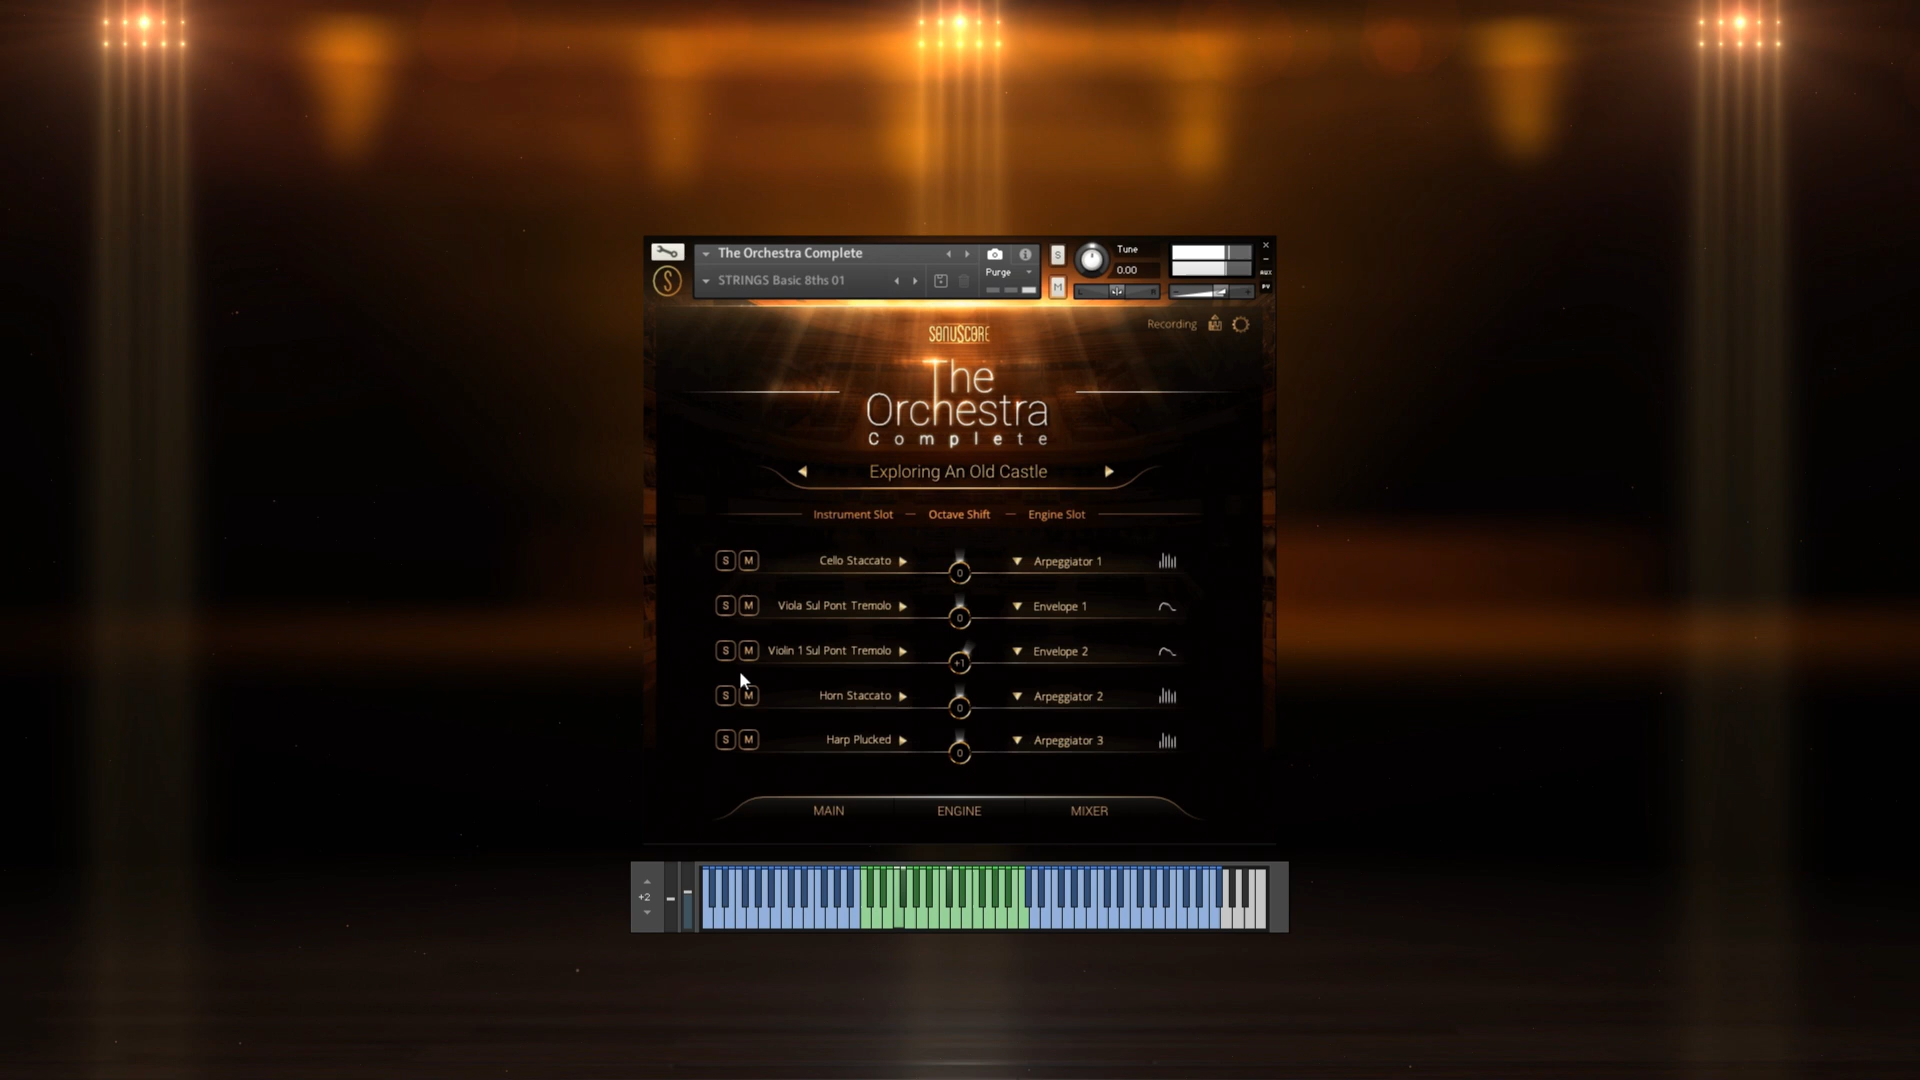 The Orchestra Complete
STRINGS Basic 8ths 01
Purge
S
M
Tune
0.00
L
R
AUX
PV
S
Recording
SONUSCORE
The
Orchestra
Complete
Exploring An Old Castle
Instrument Slot — Octave Shift — Engine Slot
S M Cello Staccato 0 Arpeggiator 1
S M Viola Sul Pont Tremolo 0 Envelope 1
S M Violin 1 Sul Pont Tremolo +1 Envelope 2
S M Horn Staccato 0 Arpeggiator 2
S M Harp Plucked 0 Arpeggiator 3
MAIN ENGINE MIXER
+2